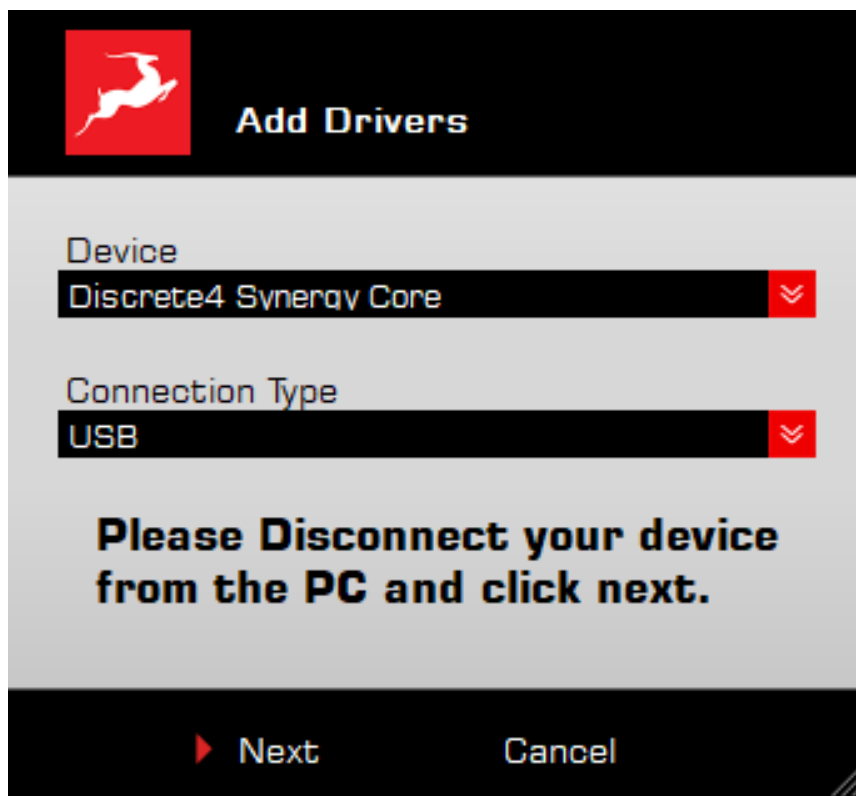 Add Drivers
Device
Discrete4 Synergy Core
Connection Type
USB
Please Disconnect your device
from the PC and click next.
Next
Cancel